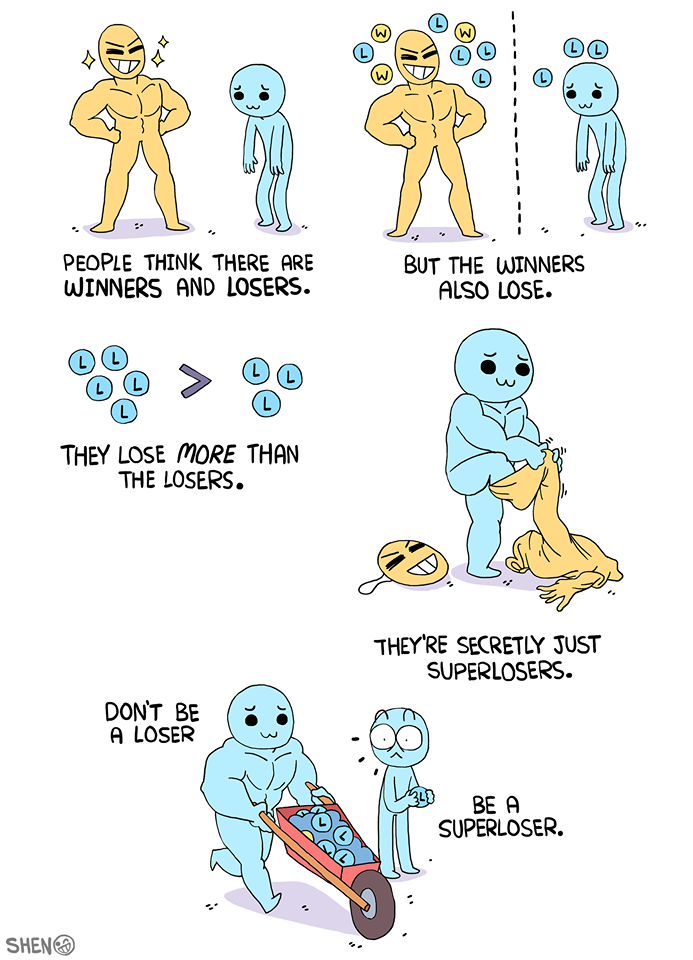 W
L
W
L
L
L
W
L
L
L
L
PEOPLE THINK THERE ARE
WINNERS AND LOSERS.
BUT THE WINNERS
ALSO LOSE.
L
L
L
L
L
>
L
L
L
THEY LOSE MORE THAN
THE LOSERS.
THEY'RE SECRETLY JUST
SUPERLOSERS.
DON'T BE
A LOSER
L
L
L
L
L
BE A
SUPERLOSER.
SHEN